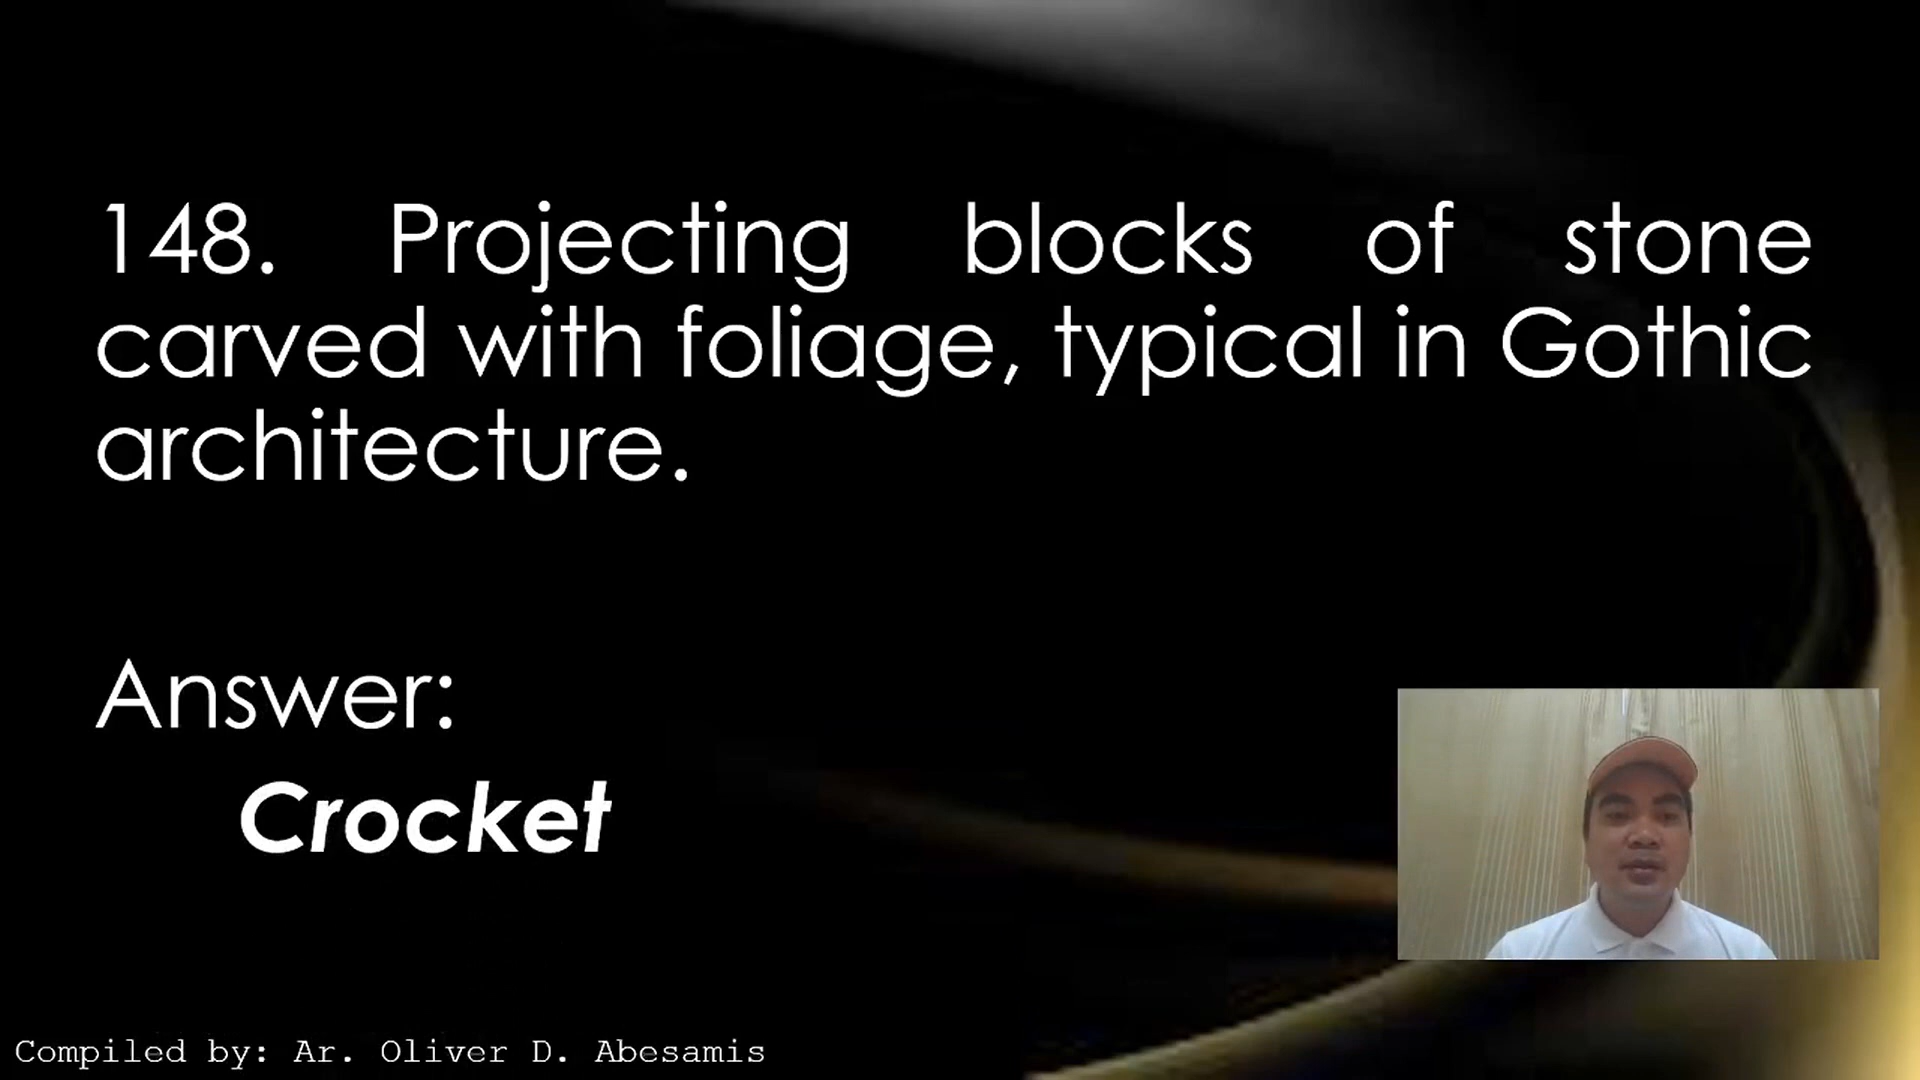 148. Projecting blocks of stone
carved with foliage, typical in Gothic
architecture.
Answer:
Crocket
Compiled by: Ar. Oliver D. Abesamis